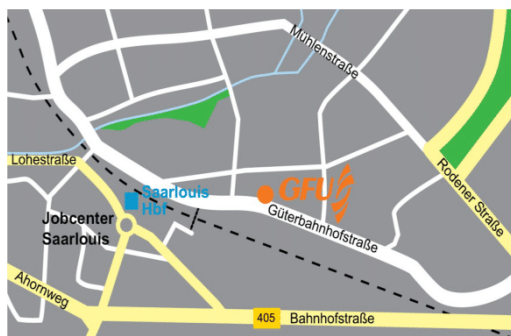 Mühlenstraße
Lohestraße
Saarlouis
Hbf
GFU
Rodener Straße
Jobcenter
Saarlouis
Güterbahnhofstraße
Ahornweg
405
Bahnhofstraße